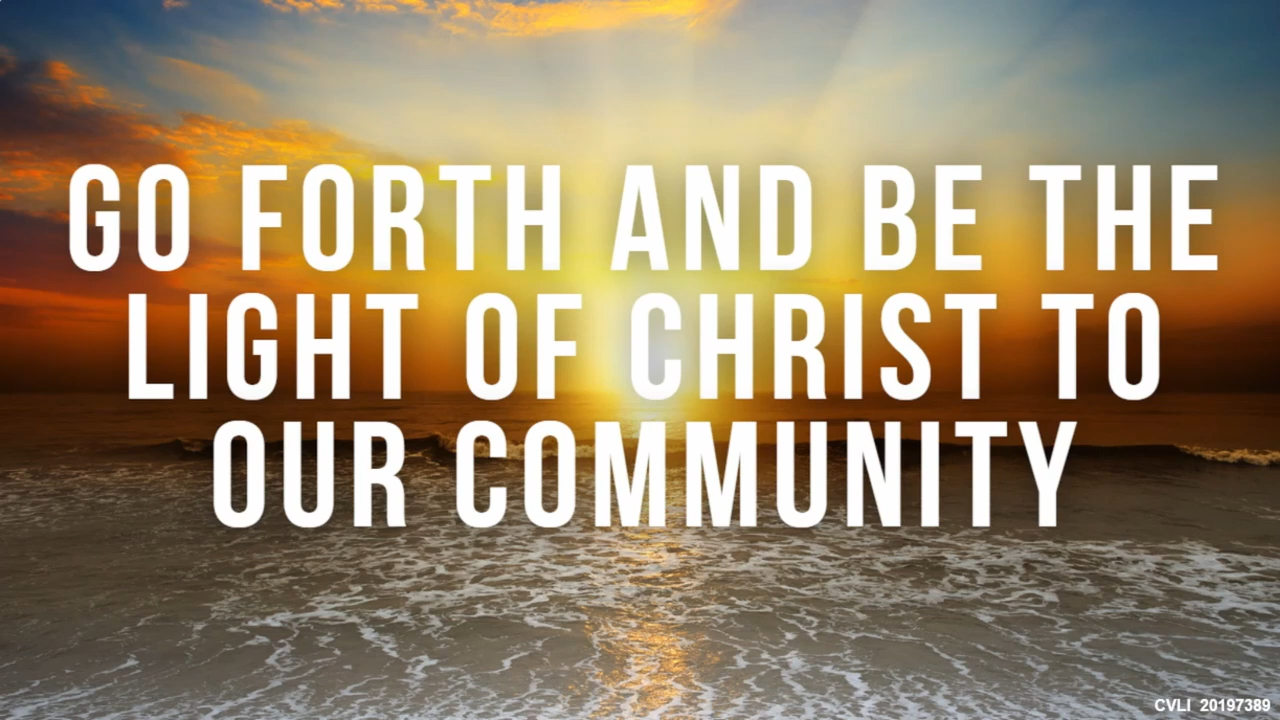 GO FORTH AND BE THE
LIGHT OF CHRIST TO
OUR COMMUNITY
CVLI 20197389